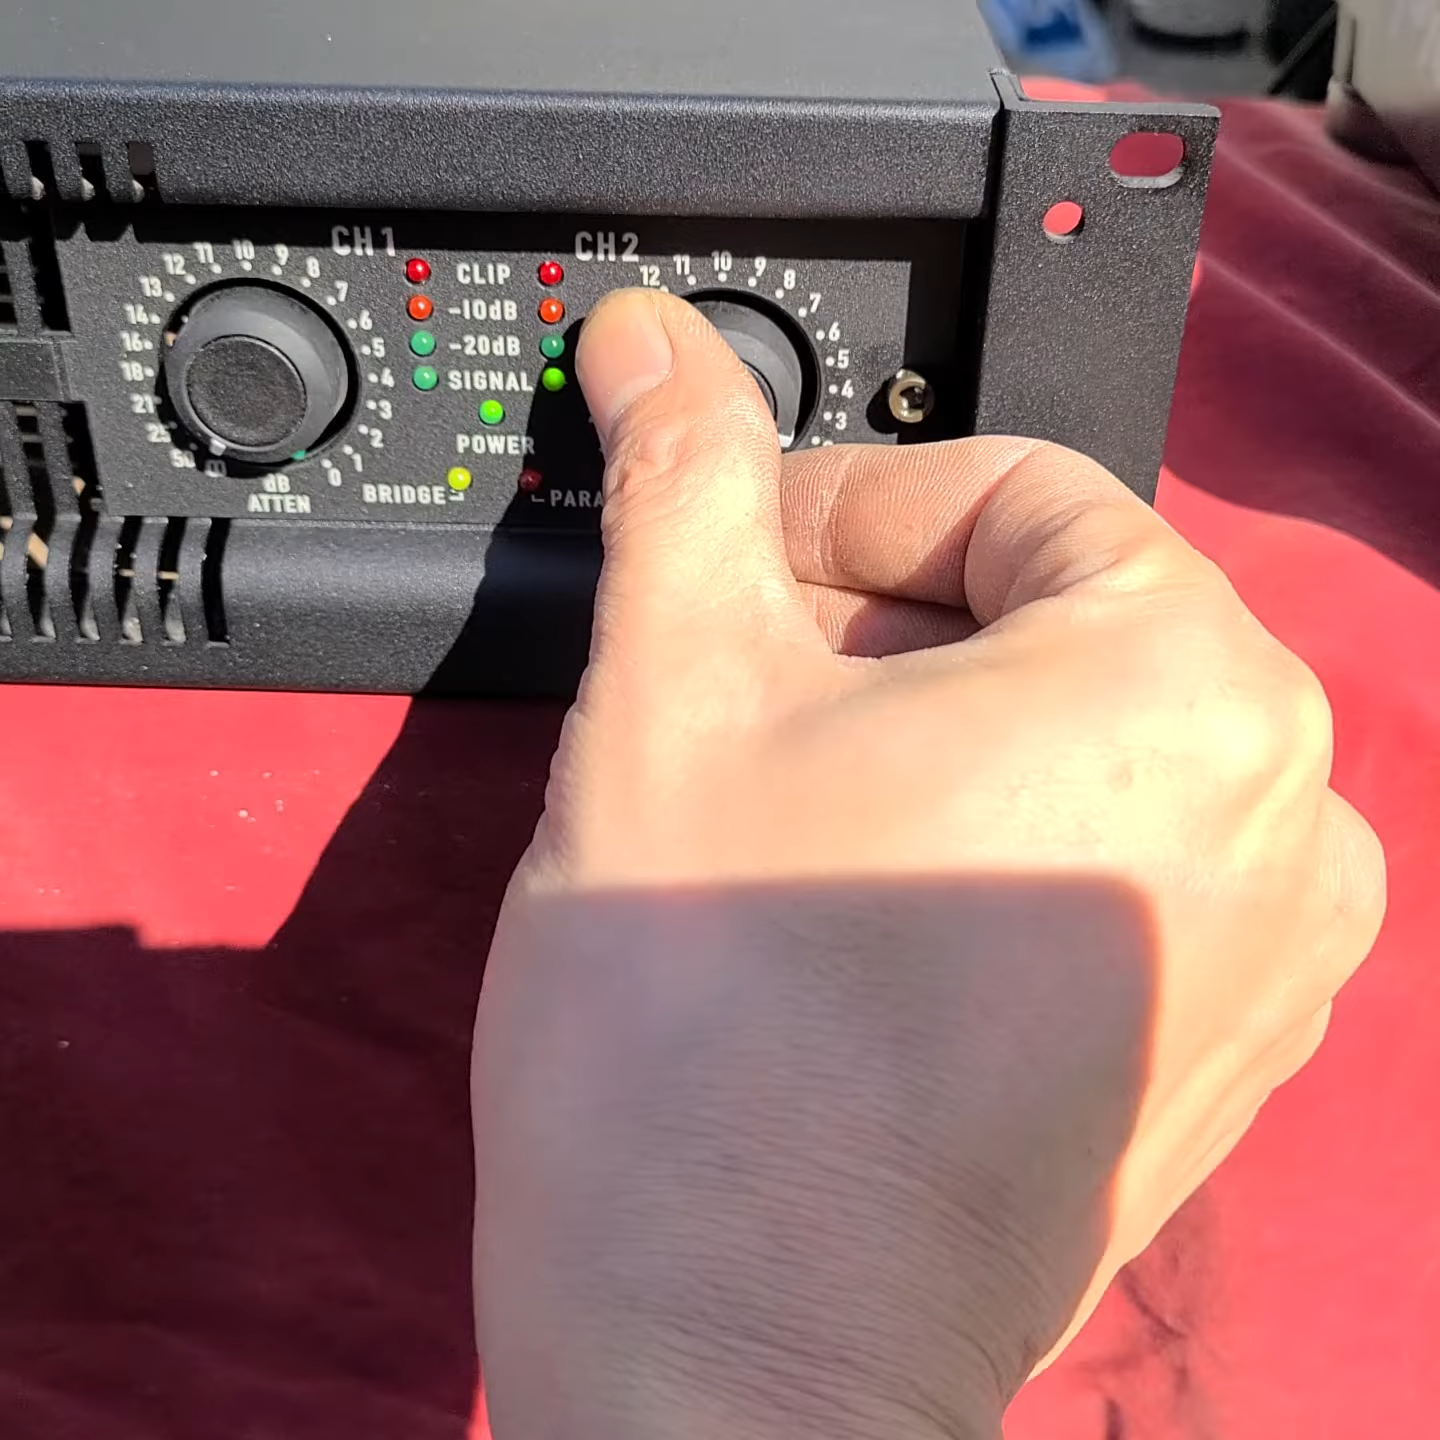 CH1 CH2
CLIP
-10dB
-20dB
SIGNAL
POWER
BRIDGE PARA
dB
ATTEN
50 25 21 18 16 14 13 12 11 10 9 8 7 6 5 4 3 2 1 0
12 11 10 9 8 7 6 5 4 3